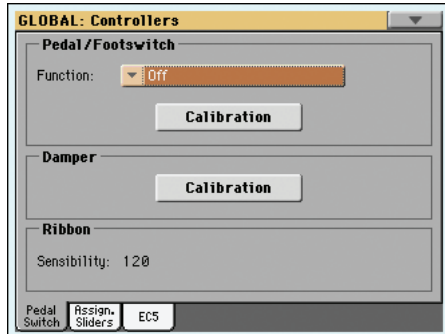 GLOBAL: Controllers
Pedal/Footswitch
Function: Off
Calibration
Damper
Calibration
Ribbon
Sensibility: 120
Pedal Switch
Assign. Sliders
EC5